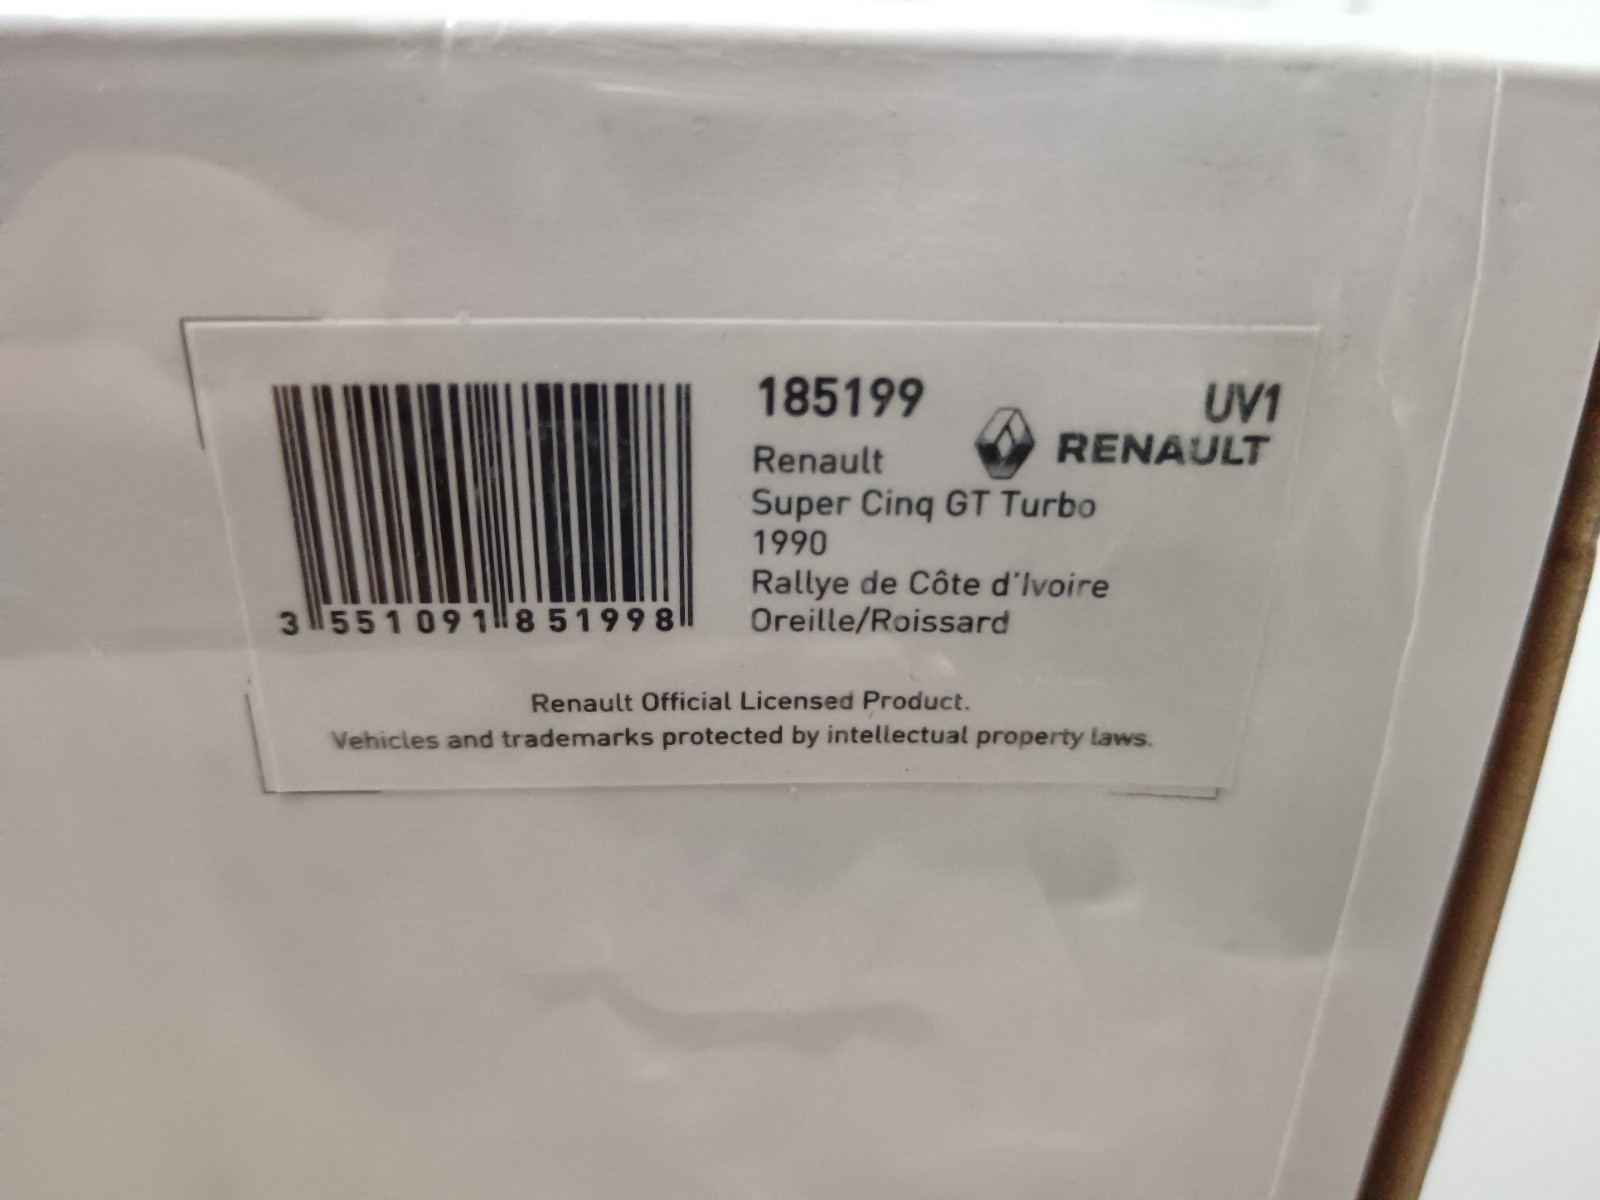 185199
UV1
RENAULT
Renault
Super Cinq GT Turbo
1990
Rallye de Côte d'Ivoire
Oreille/Roissard
3 551091 851998
Renault Official Licensed Product.
Vehicles and trademarks protected by intellectual property laws.